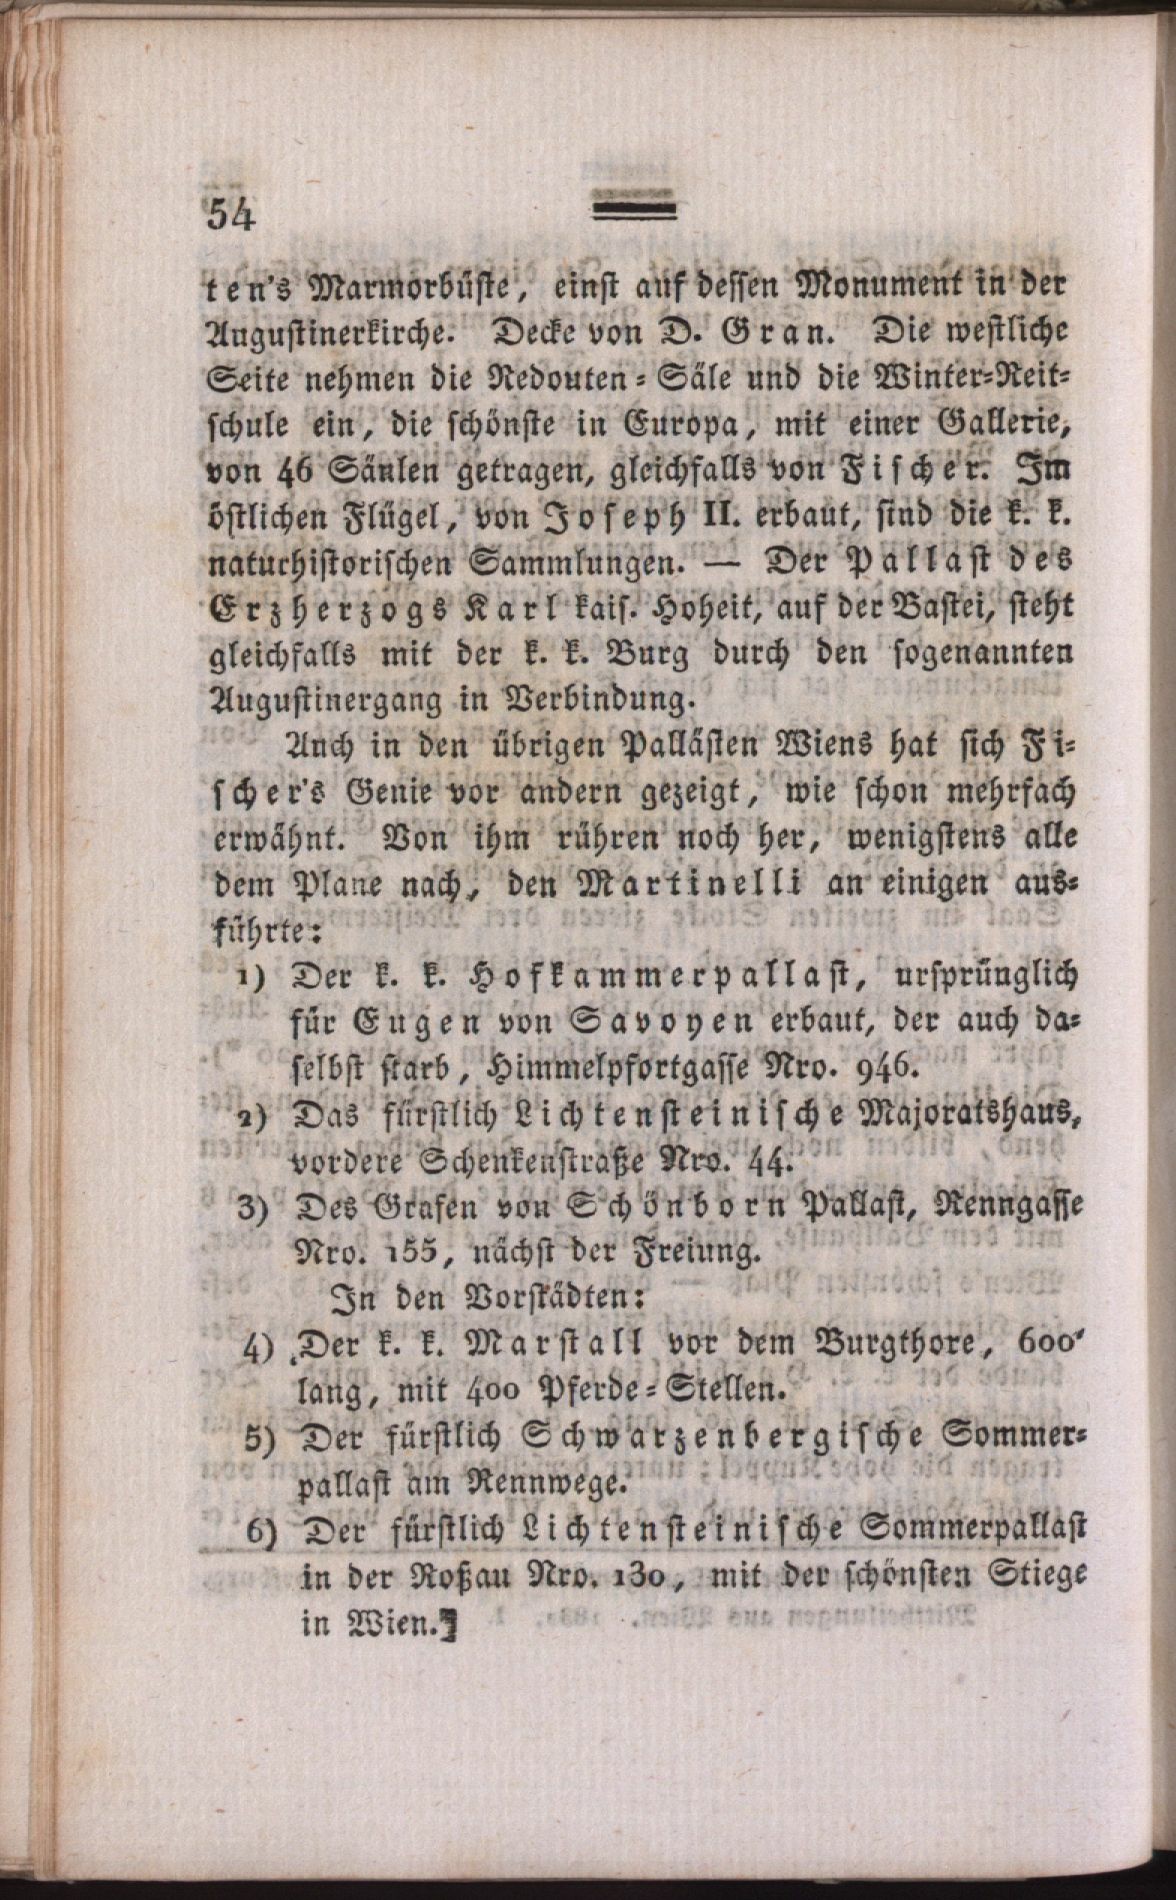 54
ten's Marmorbüste, einst auf dessen Monument in der
Augustinerkirche. Decke von D. Gran. Die westliche
Seite nehmen die Redouten-Säle und die Winter-Reit-
schule ein, die schönste in Europa, mit einer Gallerie,
von 46 Säulen getragen, gleichfalls von Fischer. Im
östlichen Flügel, von Joseph II. erbaut, sind die k. k.
naturhistorischen Sammlungen. — Der Pallast des
Erzherzogs Karl kais. Hoheit, auf der Bastei, steht
gleichfalls mit der k. k. Burg durch den sogenannten
Augustinergang in Verbindung.
Auch in den übrigen Pallästen Wiens hat sich Fi-
scher's Genie vor andern gezeigt, wie schon mehrfach
erwähnt. Von ihm rühren noch her, wenigstens alle
dem Plane nach, den Martinelli an einigen aus-
führte:
1) Der k. k. Hofkammerpallast, ursprünglich
für Eugen von Savoyen erbaut, der auch da-
selbst starb, Himmelpfortgasse Nro. 946.
2) Das fürstlich Lichtensteinische Majoratshaus,
vordere Schenkenstraße Nro. 44.
3) Des Grafen von Schönborn Pallast, Renngasse
Nro. 155, nächst der Freiung.
In den Vorstädten:
4) Der k. k. Marstall vor dem Burgthore, 600'
lang, mit 400 Pferde-Stellen.
5) Der fürstlich Schwarzenbergische Sommer-
pallast am Rennwege.
6) Der fürstlich Lichtensteinische Sommerpallast
in der Roßau Nro. 130, mit der schönsten Stiege
in Wien.